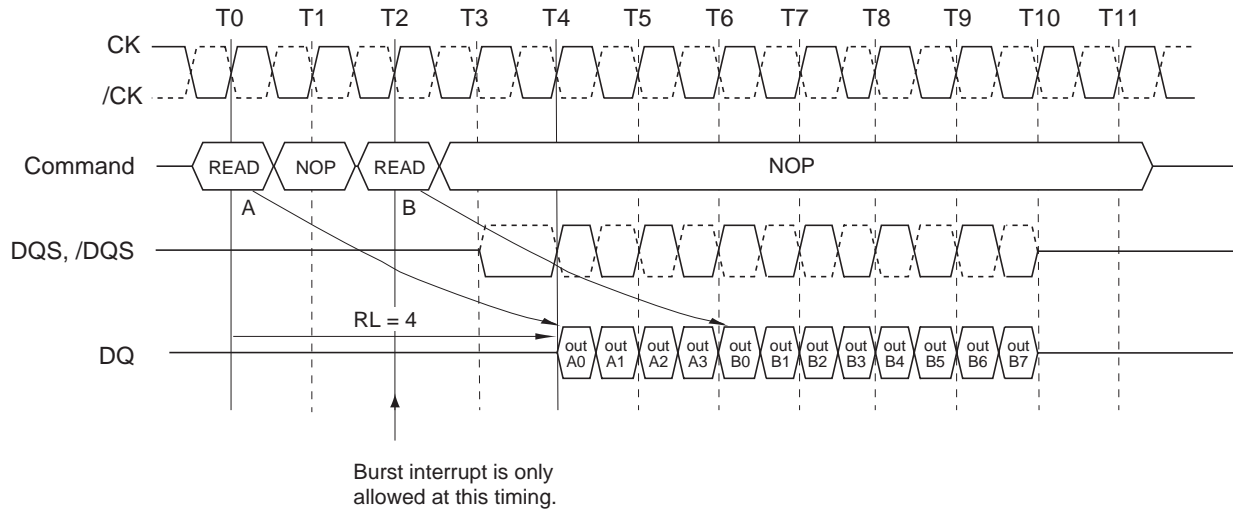 T0 T1 T2 T3 T4 T5 T6 T7 T8 T9 T10 T11
CK
/CK
Command READ NOP READ NOP
A B
DQS, /DQS
RL = 4
DQ out A0 out A1 out A2 out A3 out B0 out B1 out B2 out B3 out B4 out B5 out B6 out B7
Burst interrupt is only
allowed at this timing.